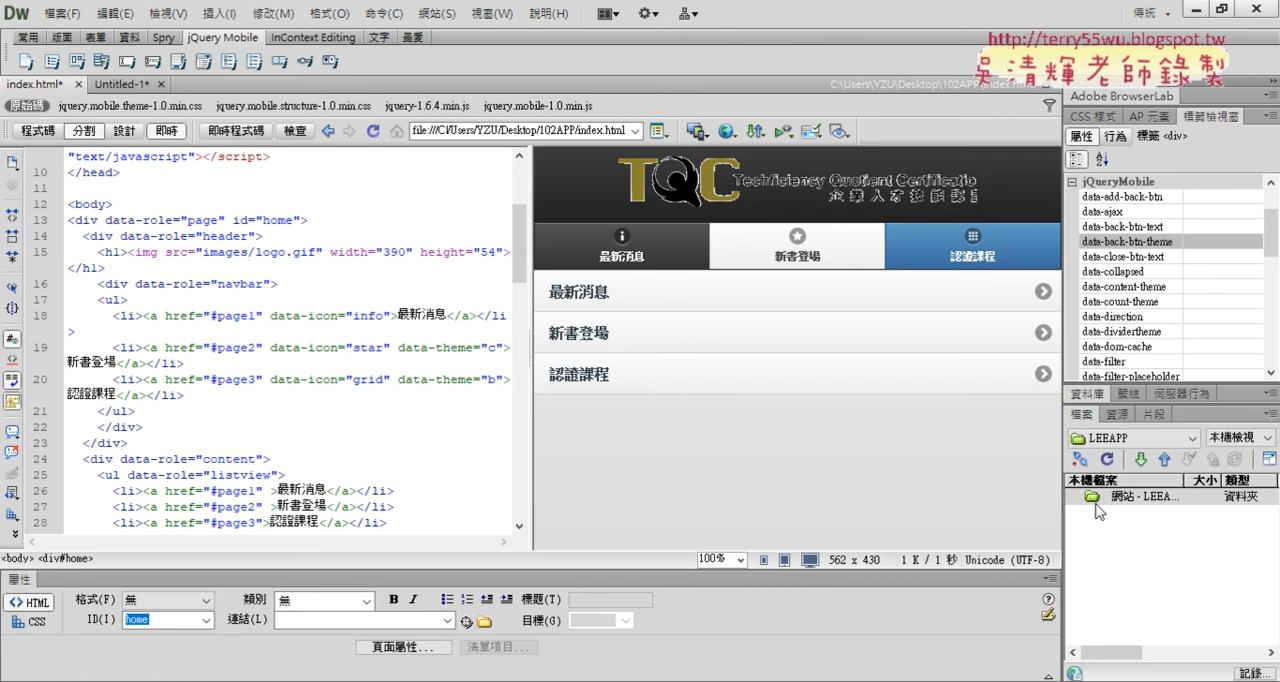 Dw 檔案(F) 編輯(E) 檢視(V) 插入(I) 修改(M) 格式(O) 命令(C) 網站(S) 視窗(W) 說明(H) 傳統
常用 版面 表單 資料 Spry jQuery Mobile InContext Editing 文字 最愛
http://terry55wu.blogspot.tw
吳清輝老師錄製
index.html* Untitled-1*
C:\Users\YZU\Desktop\102APP\index.html
原始碼 jquery.mobile.theme-1.0.min.css jquery.mobile.structure-1.0.min.css jquery-1.6.4.min.js jquery.mobile-1.0.min.js
程式碼 分割 設計 即時 即時程式碼 檢查 file:///C|/Users/YZU/Desktop/102APP/index.html
"text/javascript"></script>
10 </head>
11
12 <body>
13 <div data-role="page" id="home">
14 <div data-role="header">
15 <h1><img src="images/logo.gif" width="390" height="54">
</h1>
16 <div data-role="navbar">
17 <ul>
18 <li><a href="#page1" data-icon="info">最新消息</a></li
>
19 <li><a href="#page2" data-icon="star" data-theme="c">
新書登場</a></li>
20 <li><a href="#page3" data-icon="grid" data-theme="b">
認證課程</a></li>
21 </ul>
22 </div>
23 </div>
24 <div data-role="content">
25 <ul data-role="listview">
26 <li><a href="#page1" >最新消息</a></li>
27 <li><a href="#page2" >新書登場</a></li>
28 <li><a href="#page3">認證課程</a></li>
TQC Techficiency Quotient Certificatio
企業人才技能認
最新消息 新書登場 認證課程
最新消息
新書登場
認證課程
Adobe BrowserLab
CSS 樣式 AP 元素 標籤檢視窗
屬性 行為 標籤 <div>
jQueryMobile
data-add-back-btn
data-ajax
data-back-btn-text
data-back-btn-theme
data-close-btn-text
data-collapsed
data-content-theme
data-count-theme
data-direction
data-dividertheme
data-dom-cache
data-filter
data-filter-placeholder
資料庫 繫結 伺服器行為
檔案 資源 片段
LEEAPP 本機檢視
本機檔案 大小 類型
網站 - LEEA... 資料夾
記錄...
<body> <div#home> 100% 562 x 430 1 K / 1 秒 Unicode (UTF-8)
屬性
<> HTML 格式(F) 無 類別 無 B I 標題(T)
CSS ID(I) home 連結(L) 目標(G)
頁面屬性... 清單項目...